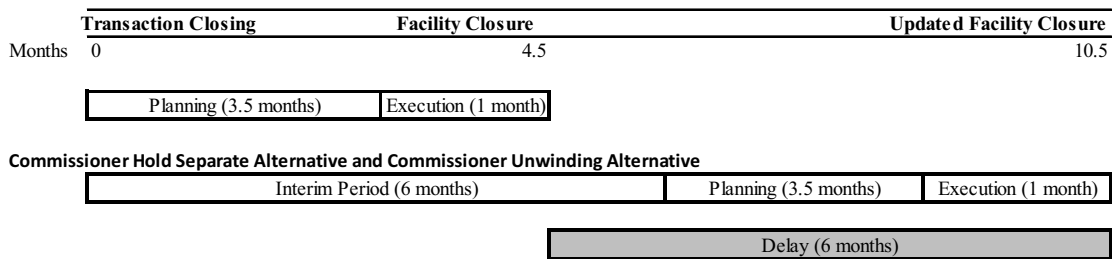 Transaction Closing Facility Closure Updated Facility Closure
Months 0 4.5 10.5
Planning (3.5 months) Execution (1 month)
Commissioner Hold Separate Alternative and Commissioner Unwinding Alternative
Interim Period (6 months) Planning (3.5 months) Execution (1 month)
Delay (6 months)